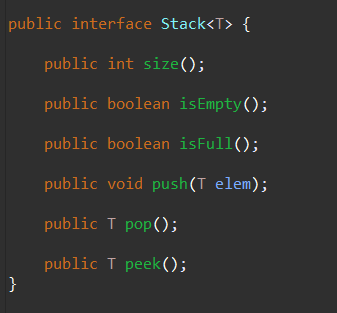 public interface Stack<T> {
public int size();
public boolean isEmpty();
public boolean isFull();
public void push(T elem);
public T pop();
public T peek();
}